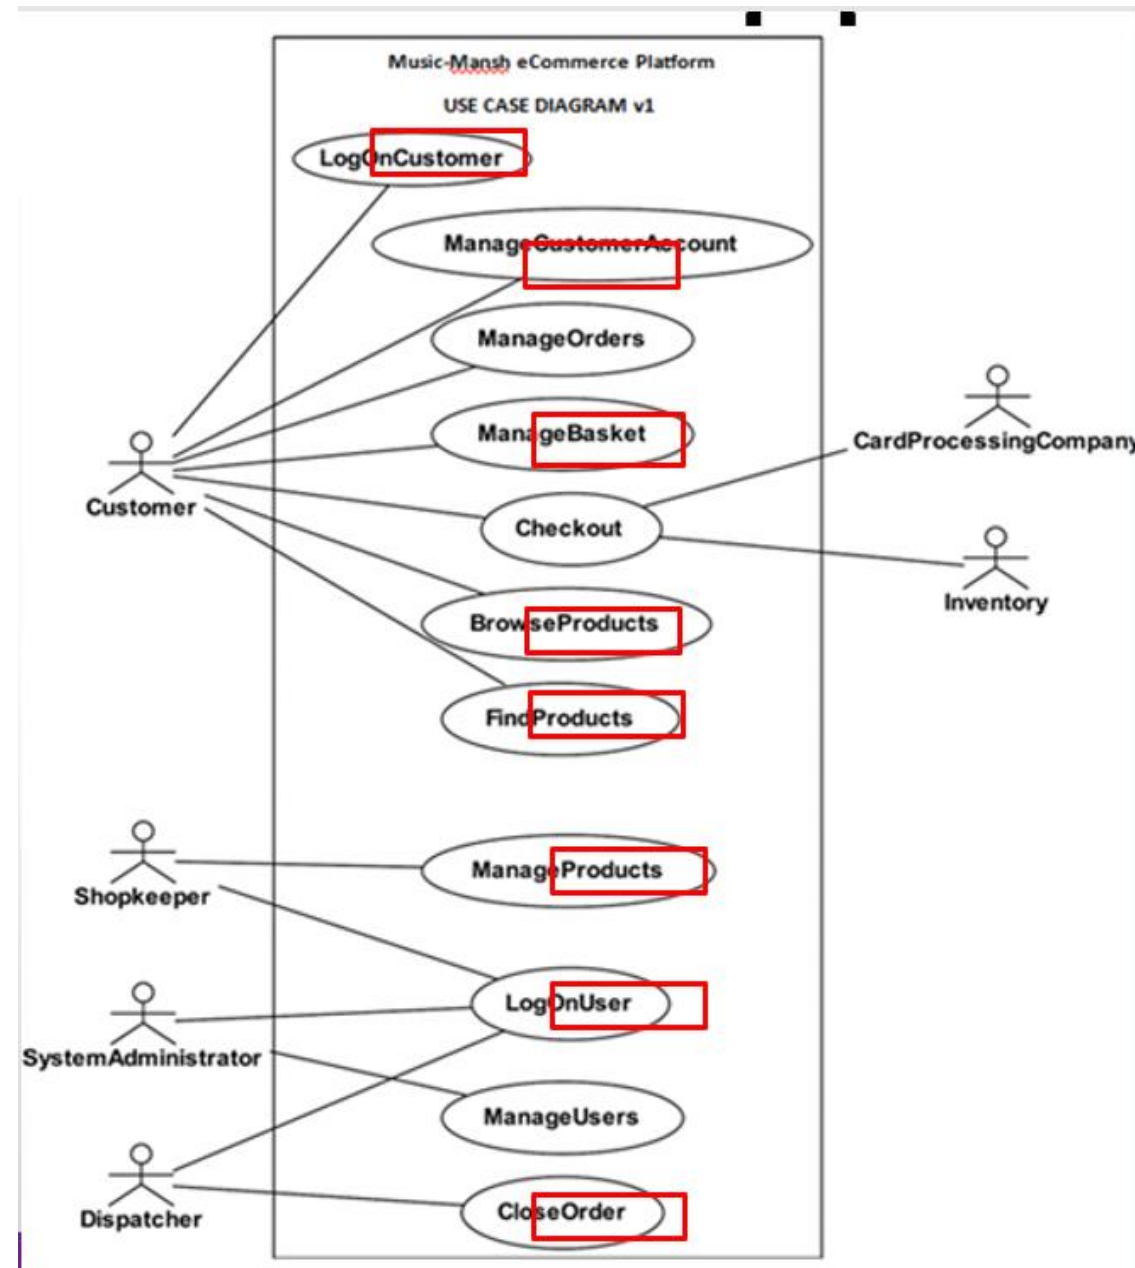 Music-Mansh eCommerce Platform
USE CASE DIAGRAM v1
LogOnCustomer
ManageCustomerAccount
ManageOrders
ManageBasket
CardProcessingCompany
Customer
Checkout
Inventory
BrowseProducts
FindProducts
ManageProducts
Shopkeeper
LogOnUser
SystemAdministrator
ManageUsers
CloseOrder
Dispatcher